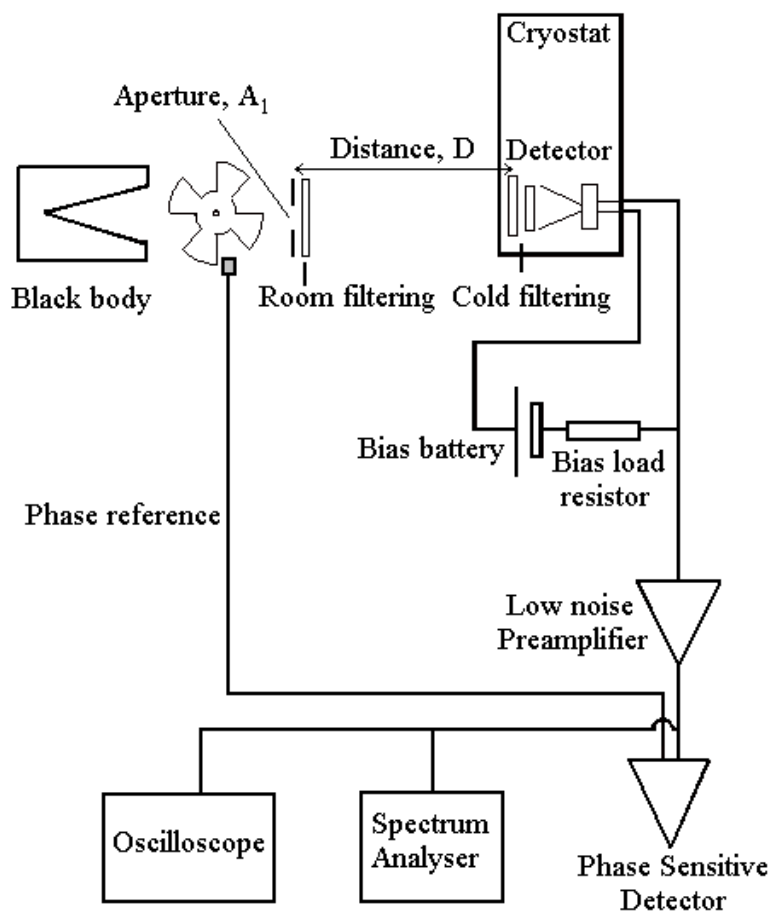 Cryostat
Aperture, A₁
Distance, D
Detector
Black body
Room filtering
Cold filtering
Bias battery
Bias load
resistor
Phase reference
Low noise
Preamplifier
Oscilloscope
Spectrum
Analyser
Phase Sensitive
Detector